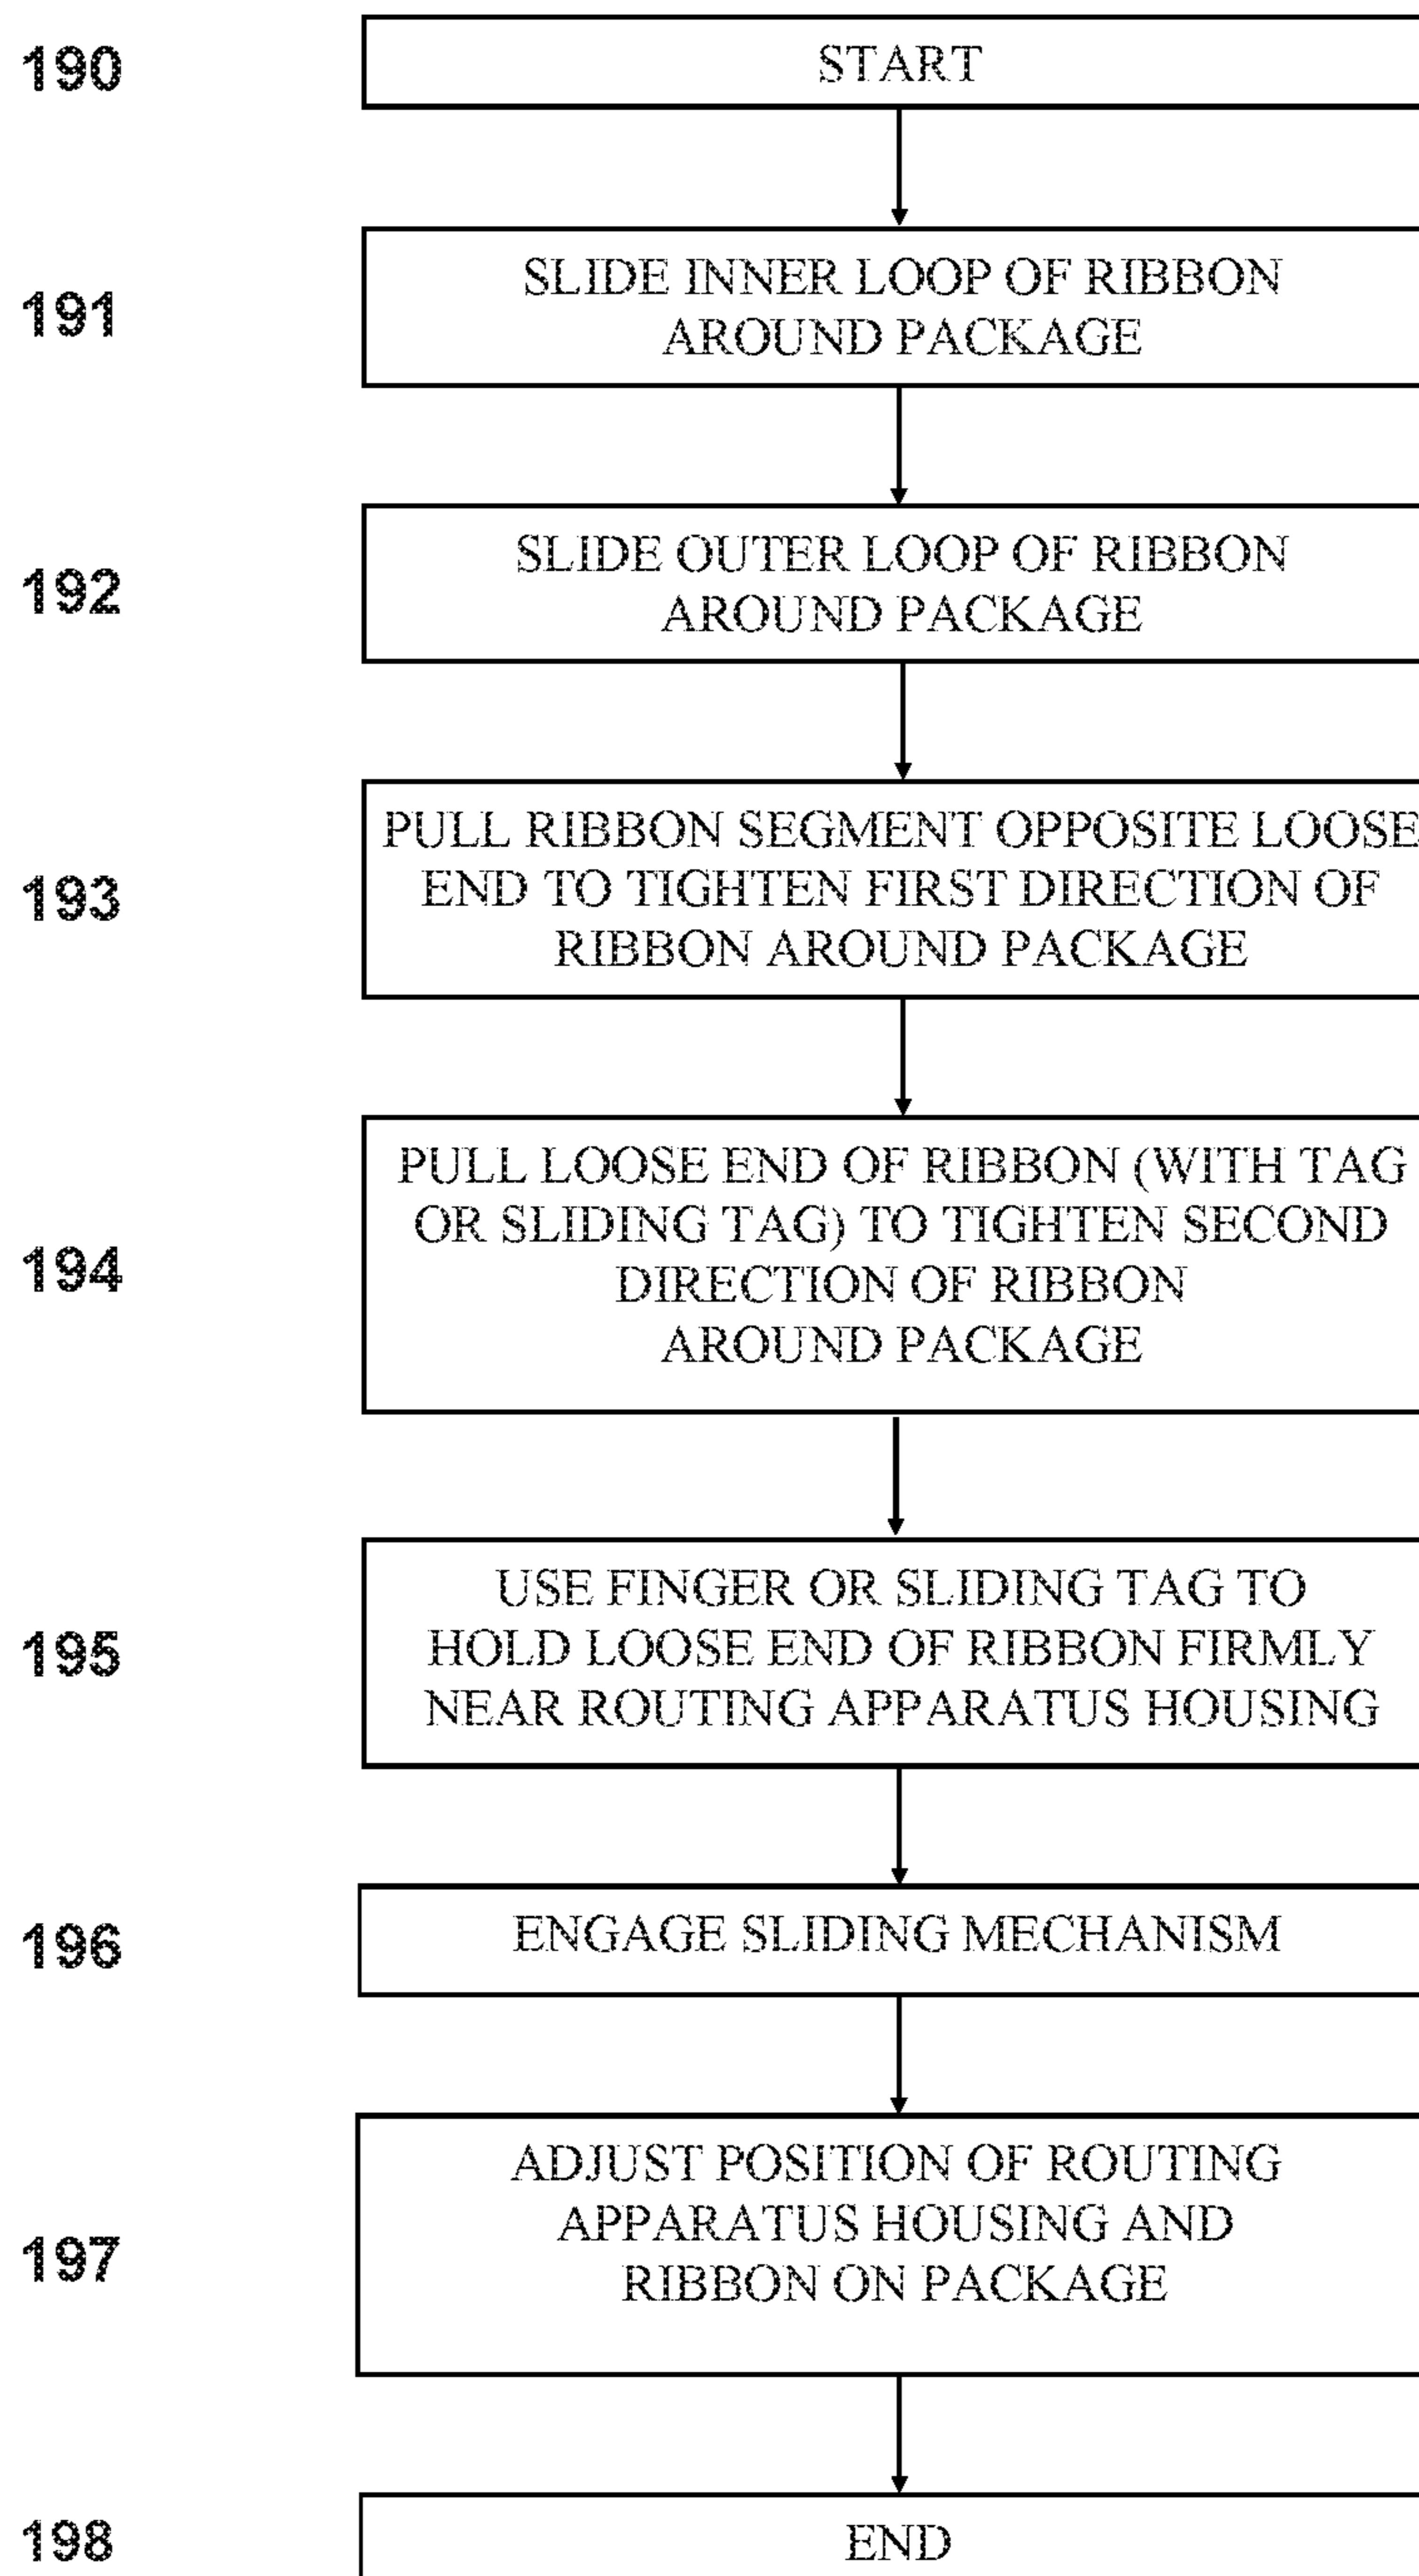 190
START
191
SLIDE INNER LOOP OF RIBBON
AROUND PACKAGE
192
SLIDE OUTER LOOP OF RIBBON
AROUND PACKAGE
193
PULL RIBBON SEGMENT OPPOSITE LOOSE
END TO TIGHTEN FIRST DIRECTION OF
RIBBON AROUND PACKAGE
194
PULL LOOSE END OF RIBBON (WITH TAG
OR SLIDING TAG) TO TIGHTEN SECOND
DIRECTION OF RIBBON
AROUND PACKAGE
195
USE FINGER OR SLIDING TAG TO
HOLD LOOSE END OF RIBBON FIRMLY
NEAR ROUTING APPARATUS HOUSING
196
ENGAGE SLIDING MECHANISM
197
ADJUST POSITION OF ROUTING
APPARATUS HOUSING AND
RIBBON ON PACKAGE
198
END